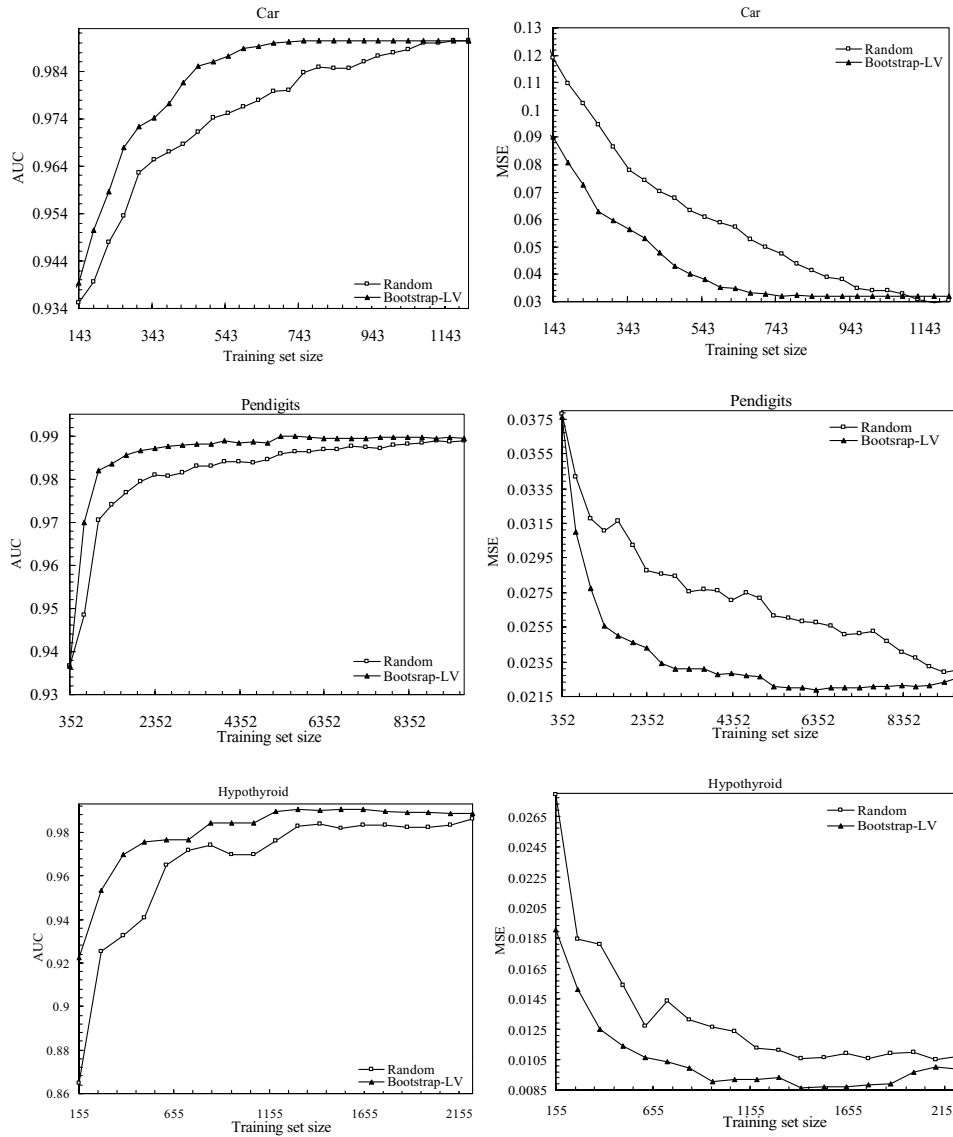 Car
AUC
0.984
0.974
0.964
0.954
0.944
0.934
Random
Bootstrap-LV
143 343 543 743 943 1143
Training set size
Car
MSE
0.13
0.12
0.11
0.1
0.09
0.08
0.07
0.06
0.05
0.04
0.03
Random
Bootstrap-LV
143 343 543 743 943 1143
Training set size
Pendigits
AUC
0.99
0.98
0.97
0.96
0.95
0.94
0.93
Random
Bootsrap-LV
352 2352 4352 6352 8352
Training set size
Pendigits
MSE
0.0375
0.0355
0.0335
0.0315
0.0295
0.0275
0.0255
0.0235
0.0215
Random
Bootsrap-LV
352 2352 4352 6352 8352
Training set size
Hypothyroid
AUC
0.98
0.96
0.94
0.92
0.9
0.88
0.86
Random
Bootstrap-LV
155 655 1155 1655 2155
Training set size
Hypothyroid
MSE
0.0265
0.0245
0.0225
0.0205
0.0185
0.0165
0.0145
0.0125
0.0105
0.0085
Random
Bootstrap-LV
155 655 1155 1655 2155
Training set size